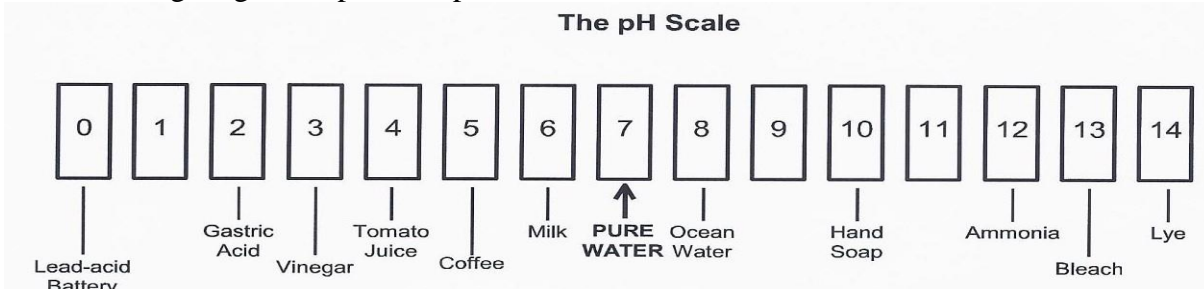 The pH Scale
0 1 2 3 4 5 6 7 8 9 10 11 12 13 14
Lead-acid
Battery
Gastric
Acid
Vinegar
Tomato
Juice
Coffee
Milk
PURE
WATER
Ocean
Water
Hand
Soap
Ammonia
Bleach
Lye